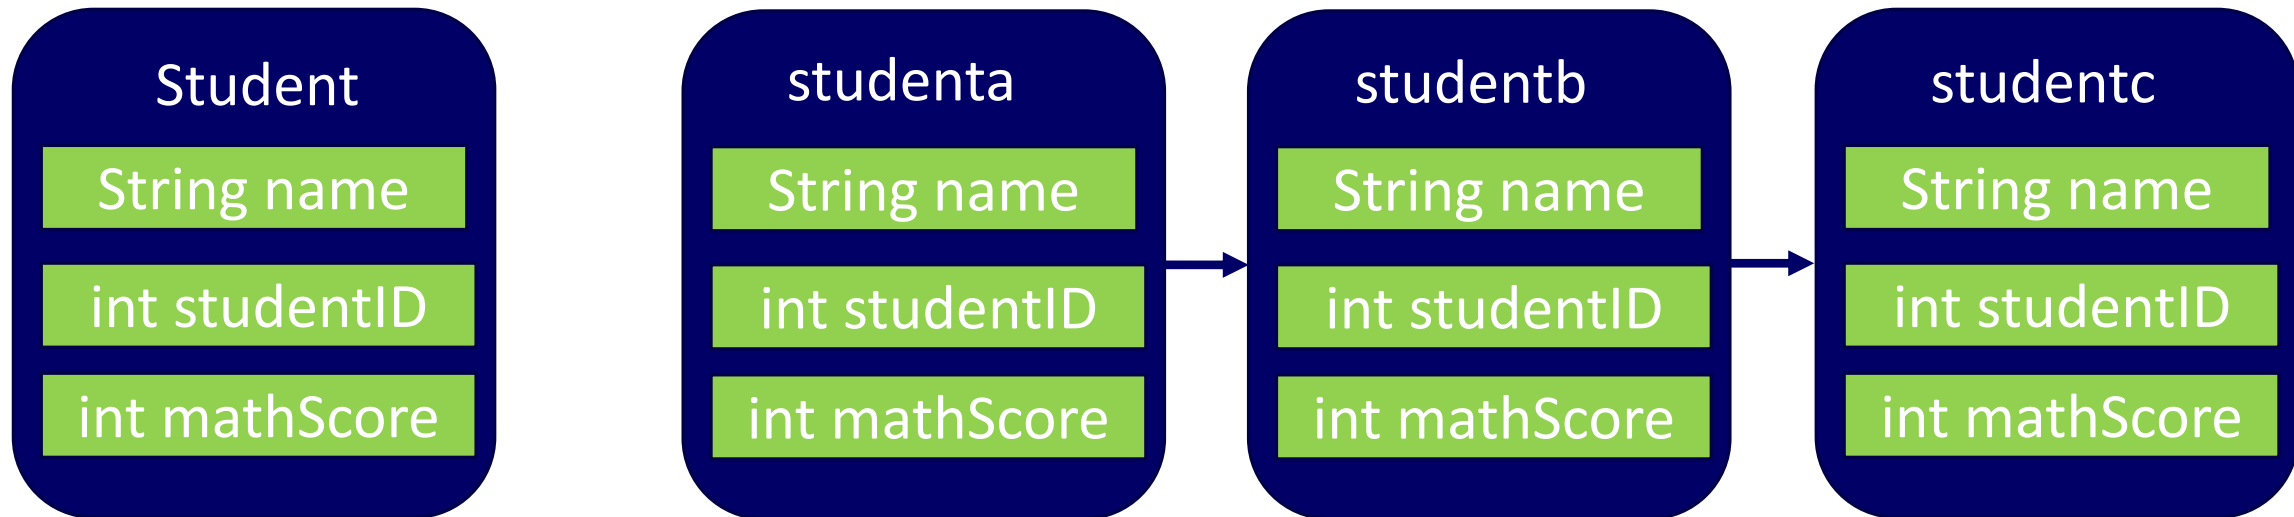 Student
String name
int studentID
int mathScore
studenta
String name
int studentID
int mathScore
studentb
String name
int studentID
int mathScore
studentc
String name
int studentID
int mathScore